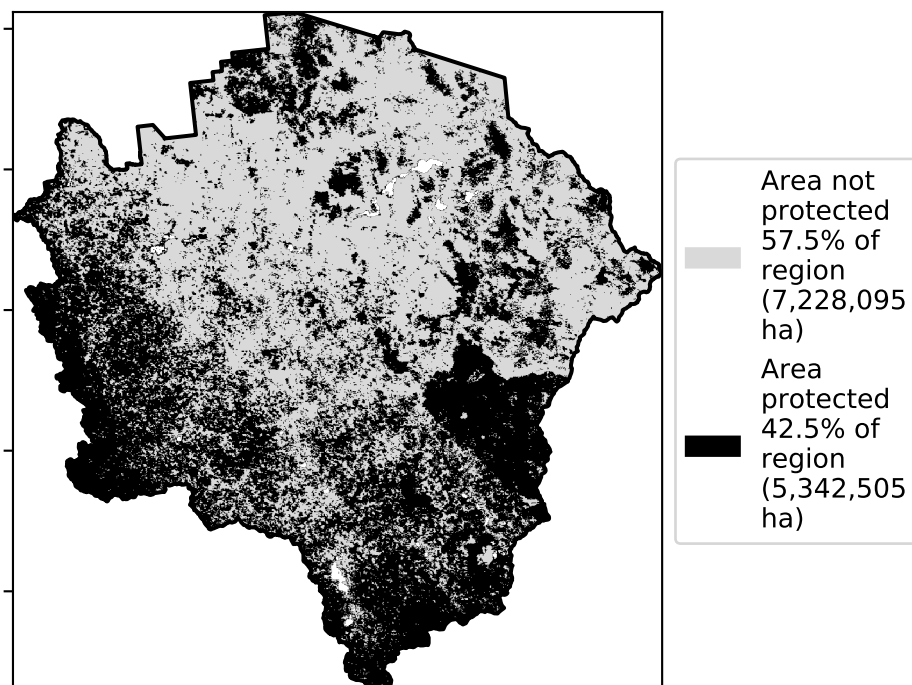 Area not
protected
57.5% of
region
(7,228,095
ha)
Area
protected
42.5% of
region
(5,342,505
ha)